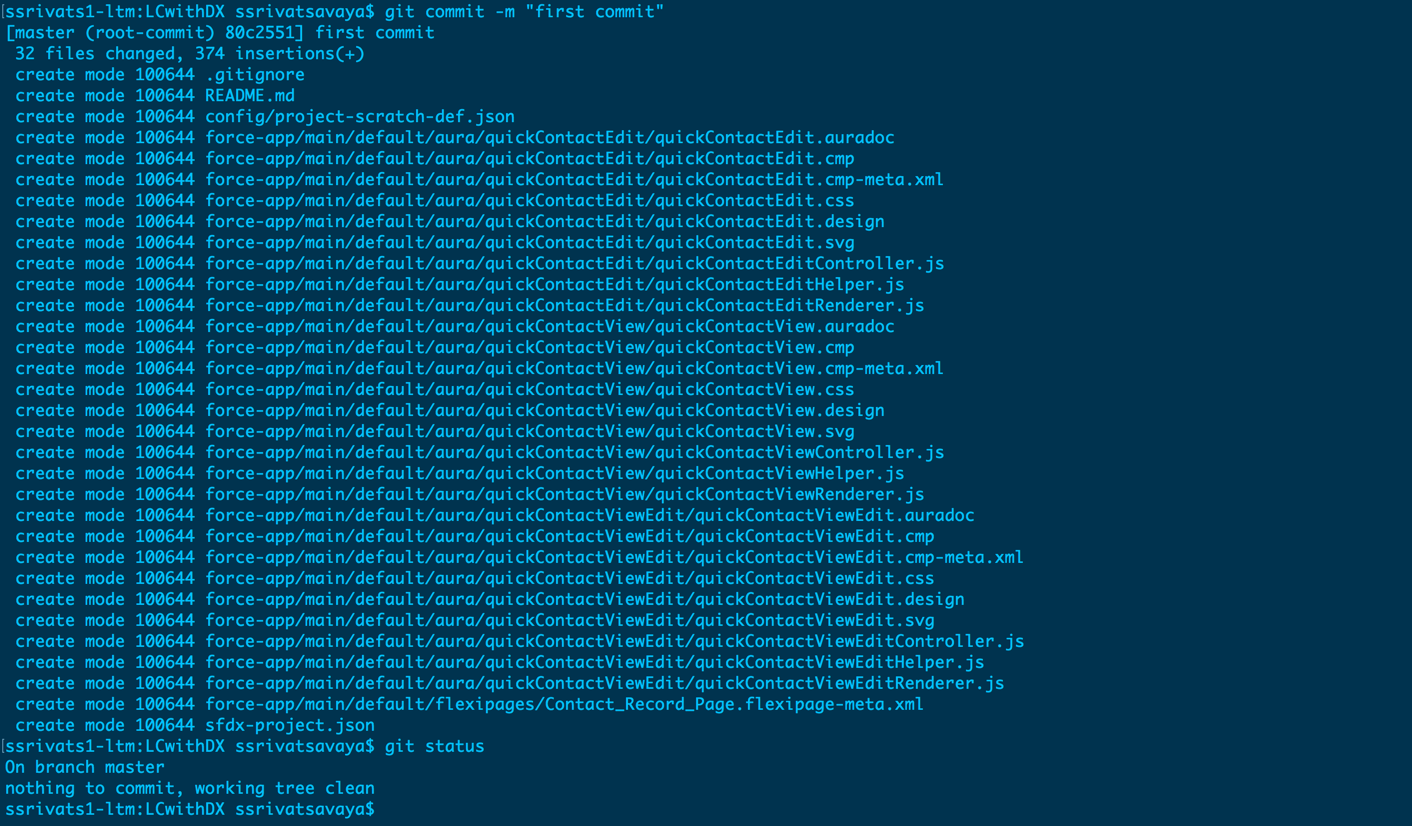 [ssrivats1-ltm:LCwithDX ssrivatsavaya$ git commit -m "first commit"
[master (root-commit) 80c2551] first commit
 32 files changed, 374 insertions(+)
 create mode 100644 .gitignore
 create mode 100644 README.md
 create mode 100644 config/project-scratch-def.json
 create mode 100644 force-app/main/default/aura/quickContactEdit/quickContactEdit.auradoc
 create mode 100644 force-app/main/default/aura/quickContactEdit/quickContactEdit.cmp
 create mode 100644 force-app/main/default/aura/quickContactEdit/quickContactEdit.cmp-meta.xml
 create mode 100644 force-app/main/default/aura/quickContactEdit/quickContactEdit.css
 create mode 100644 force-app/main/default/aura/quickContactEdit/quickContactEdit.design
 create mode 100644 force-app/main/default/aura/quickContactEdit/quickContactEdit.svg
 create mode 100644 force-app/main/default/aura/quickContactEdit/quickContactEditController.js
 create mode 100644 force-app/main/default/aura/quickContactEdit/quickContactEditHelper.js
 create mode 100644 force-app/main/default/aura/quickContactEdit/quickContactEditRenderer.js
 create mode 100644 force-app/main/default/aura/quickContactView/quickContactView.auradoc
 create mode 100644 force-app/main/default/aura/quickContactView/quickContactView.cmp
 create mode 100644 force-app/main/default/aura/quickContactView/quickContactView.cmp-meta.xml
 create mode 100644 force-app/main/default/aura/quickContactView/quickContactView.css
 create mode 100644 force-app/main/default/aura/quickContactView/quickContactView.design
 create mode 100644 force-app/main/default/aura/quickContactView/quickContactView.svg
 create mode 100644 force-app/main/default/aura/quickContactView/quickContactViewController.js
 create mode 100644 force-app/main/default/aura/quickContactView/quickContactViewHelper.js
 create mode 100644 force-app/main/default/aura/quickContactView/quickContactViewRenderer.js
 create mode 100644 force-app/main/default/aura/quickContactViewEdit/quickContactViewEdit.auradoc
 create mode 100644 force-app/main/default/aura/quickContactViewEdit/quickContactViewEdit.cmp
 create mode 100644 force-app/main/default/aura/quickContactViewEdit/quickContactViewEdit.cmp-meta.xml
 create mode 100644 force-app/main/default/aura/quickContactViewEdit/quickContactViewEdit.css
 create mode 100644 force-app/main/default/aura/quickContactViewEdit/quickContactViewEdit.design
 create mode 100644 force-app/main/default/aura/quickContactViewEdit/quickContactViewEdit.svg
 create mode 100644 force-app/main/default/aura/quickContactViewEdit/quickContactViewEditController.js
 create mode 100644 force-app/main/default/aura/quickContactViewEdit/quickContactViewEditHelper.js
 create mode 100644 force-app/main/default/aura/quickContactViewEdit/quickContactViewEditRenderer.js
 create mode 100644 force-app/main/default/flexipages/Contact_Record_Page.flexipage-meta.xml
 create mode 100644 sfdx-project.json
[ssrivats1-ltm:LCwithDX ssrivatsavaya$ git status
On branch master
nothing to commit, working tree clean
ssrivats1-ltm:LCwithDX ssrivatsavaya$